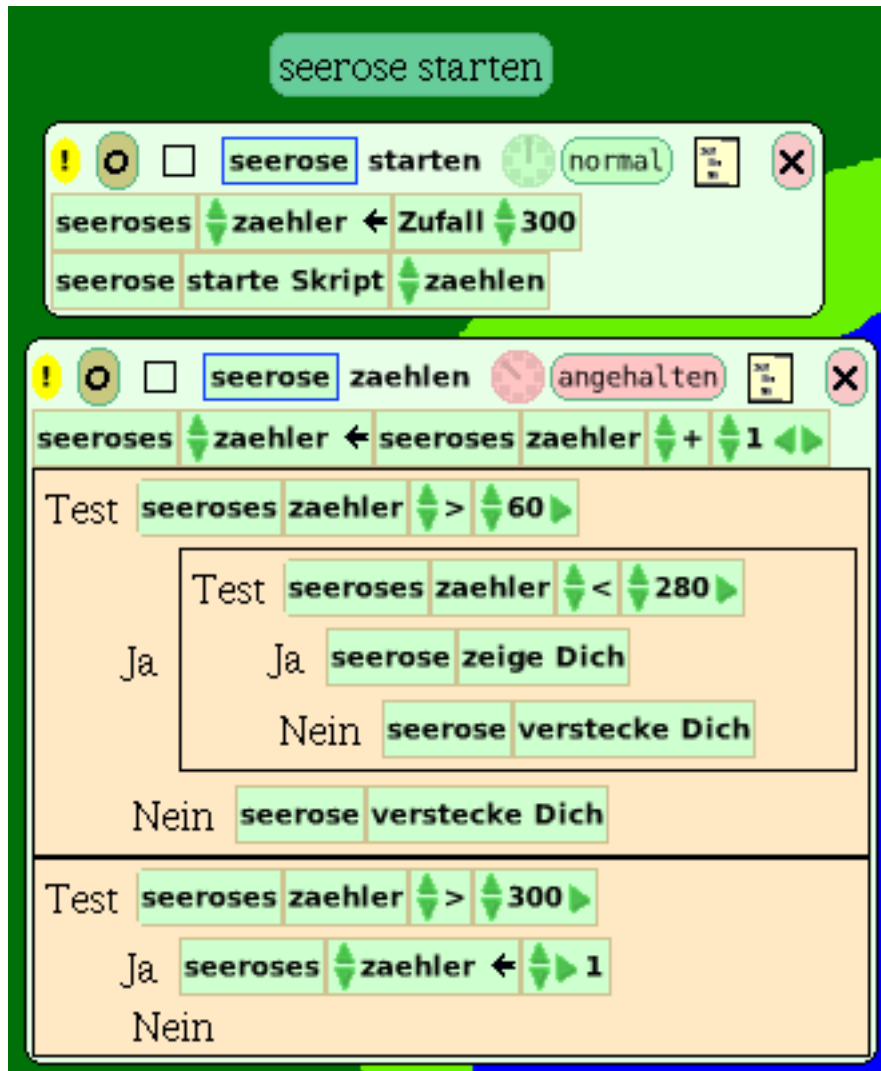 seerose starten
! O seerose starten normal
seeroses zaehler ← Zufall 300
seerose starte Skript zaehlen
! O seerose zaehlen angehalten
seeroses zaehler ← seeroses zaehler + 1
Test seeroses zaehler > 60
Test seeroses zaehler < 280
Ja
Ja seerose zeige Dich
Nein seerose verstecke Dich
Nein seerose verstecke Dich
Test seeroses zaehler > 300
Ja seeroses zaehler ← 1
Nein